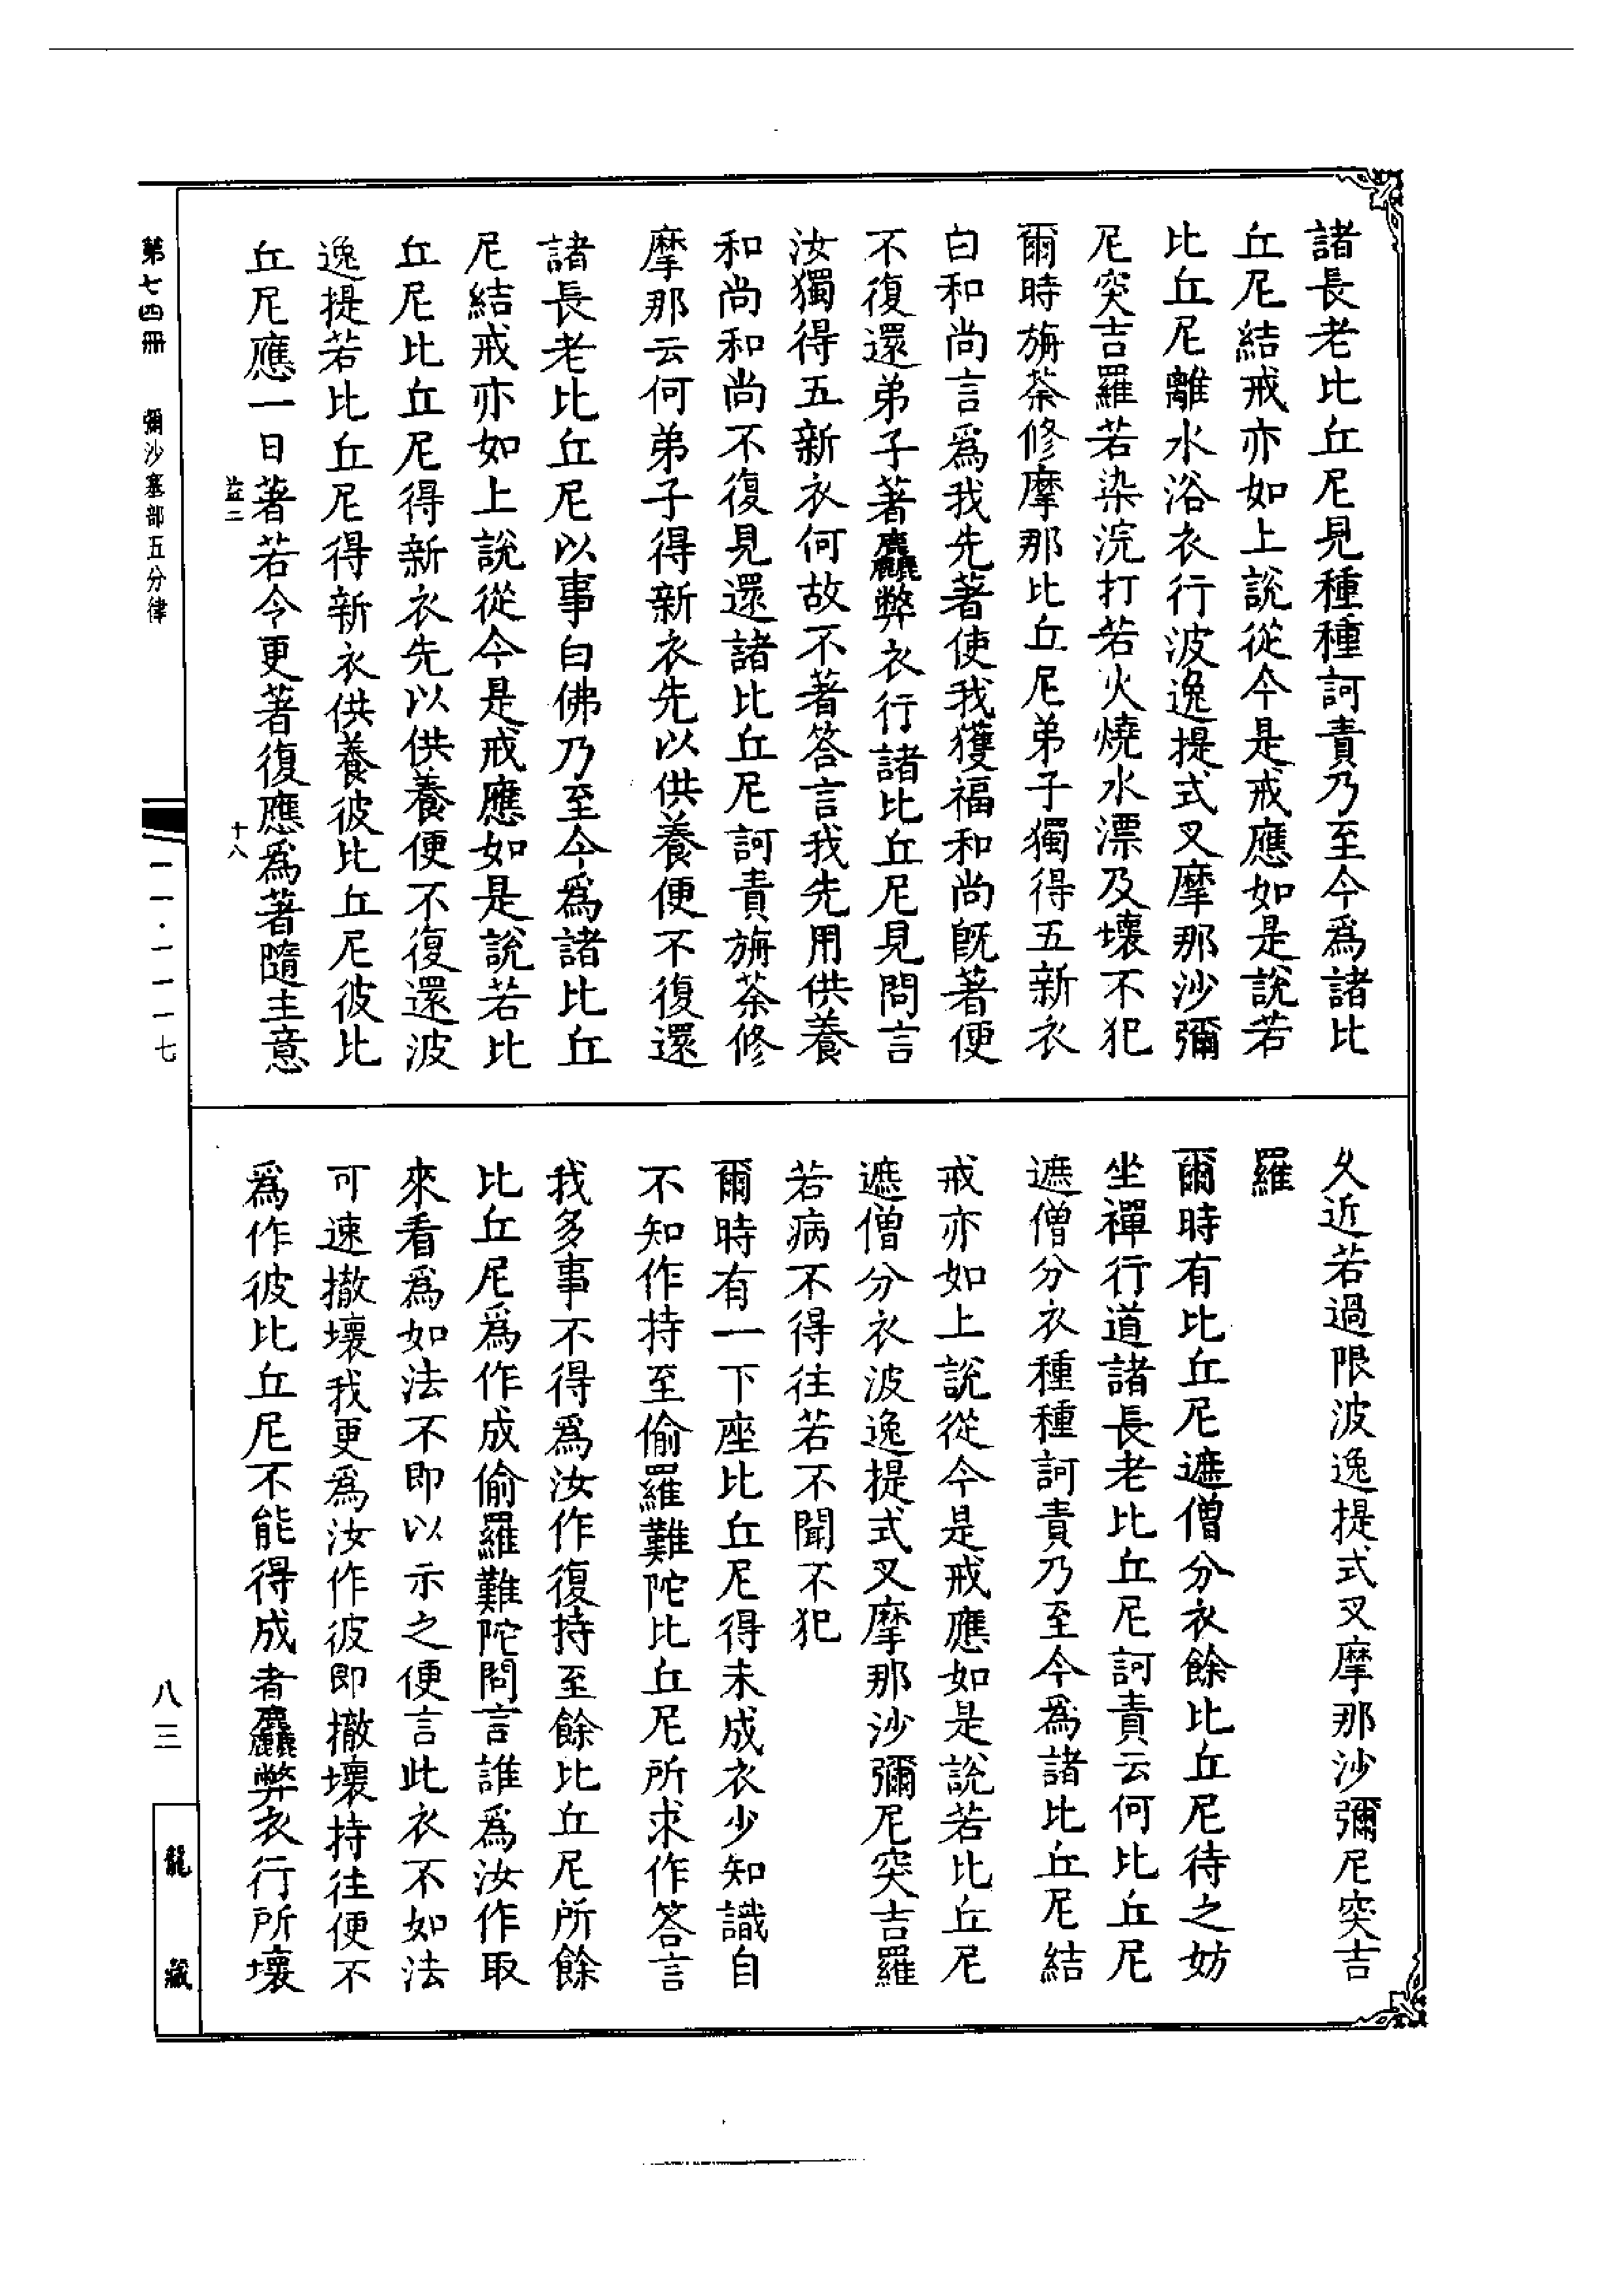 諸長老比丘尼見種種訶責乃至今爲諸比
丘尼結戒亦如上說從今是戒應如是說若
比丘尼離水浴衣行波逸提式叉摩那沙彌
尼突吉羅若染浣打若火燒水漂及壞不犯
爾時旃荼修摩那比丘尼弟子獨得五新衣
白和尚言爲我先著使我獲福和尚旣著便
不復還弟子著麤弊衣行諸比丘尼見問言
汝獨得五新衣何故不著答言我先用供養
和尚和尚不復見還諸比丘尼訶責旃荼修
摩那云何弟子得新衣先以供養便不復還
諸長老比丘尼以事白佛乃至今爲諸比丘
尼結戒亦如上說從今是戒應如是說若比
丘尼比丘尼得新衣先以供養便不復還波
逸提若比丘尼得新衣供養彼比丘尼彼比
丘尼應一日著若令更著復應爲著隨主意
益三
十八
久近若過限波逸提式叉摩那沙彌尼突吉
羅
爾時有比丘尼遮僧分衣餘比丘尼待之妨
坐禪行道諸長老比丘尼訶責云何比丘尼
遮僧分衣種種訶責乃至今爲諸比丘尼結
戒亦如上說從今是戒應如是說若比丘尼
遮僧分衣波逸提式叉摩那沙彌尼突吉羅
若病不得往若不聞不犯
爾時有一下座比丘尼得未成衣少知識自
不知作持至偷羅難陀比丘尼所求作答言
我多事不得爲汝作復持至餘比丘尼所餘
比丘尼爲作成偷羅難陀問言誰爲汝作取
來看爲如法不即以示之便言此衣不如法
可速撤壞我更爲汝作彼即撤壞持往便不
爲作彼比丘尼不能得成者麤弊衣行所壞
第七四冊
彌沙塞部五分律
一一·一一一七
八三
龍藏